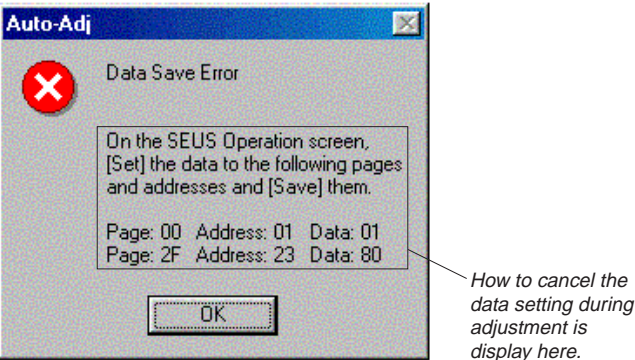 Auto-Adj
Data Save Error
On the SEUS Operation screen,
[Set] the data to the following pages
and addresses and [Save] them.
Page: 00 Address: 01 Data: 01
Page: 2F Address: 23 Data: 80
OK
How to cancel the
data setting during
adjustment is
display here.